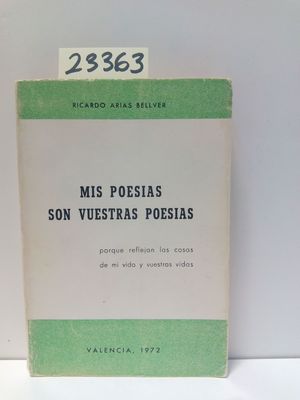 23363
RICARDO ARIAS BELLVER
MIS POESIAS
SON VUESTRAS POESIAS
porque reflejan las cosas
de mi vida y vuestras vidas
VALENCIA, 1972